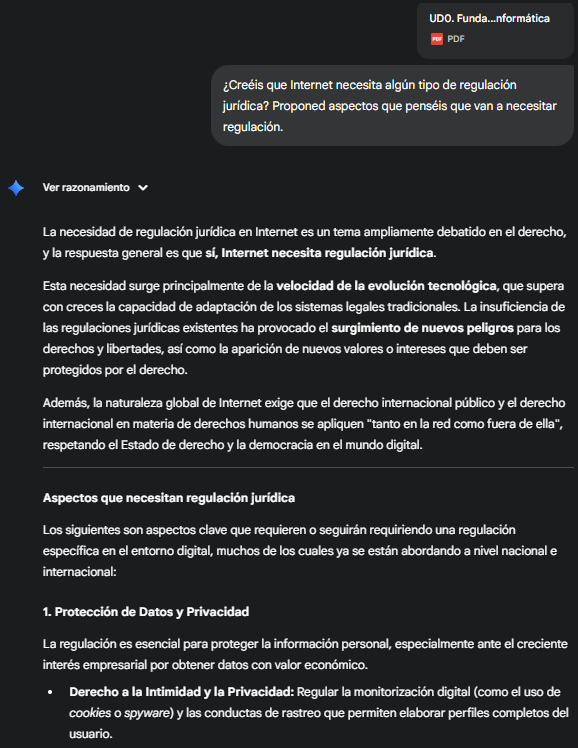 UD0. Funda...nformática
PDF PDF
¿Creéis que Internet necesita algún tipo de regulación
jurídica? Proponed aspectos que penséis que van a necesitar
regulación.
Ver razonamiento
La necesidad de regulación jurídica en Internet es un tema ampliamente debatido en el derecho,
y la respuesta general es que sí, Internet necesita regulación jurídica.
Esta necesidad surge principalmente de la velocidad de la evolución tecnológica, que supera
con creces la capacidad de adaptación de los sistemas legales tradicionales. La insuficiencia de
las regulaciones jurídicas existentes ha provocado el surgimiento de nuevos peligros para los
derechos y libertades, así como la aparición de nuevos valores o intereses que deben ser
protegidos por el derecho.
Además, la naturaleza global de Internet exige que el derecho internacional público y el derecho
internacional en materia de derechos humanos se apliquen "tanto en la red como fuera de ella",
respetando el Estado de derecho y la democracia en el mundo digital.
Aspectos que necesitan regulación jurídica
Los siguientes son aspectos clave que requieren o seguirán requiriendo una regulación
específica en el entorno digital, muchos de los cuales ya se están abordando a nivel nacional e
internacional:
1. Protección de Datos y Privacidad
La regulación es esencial para proteger la información personal, especialmente ante el creciente
interés empresarial por obtener datos con valor económico.
• Derecho a la Intimidad y la Privacidad: Regular la monitorización digital (como el uso de
cookies o spyware) y las conductas de rastreo que permiten elaborar perfiles completos del
usuario.